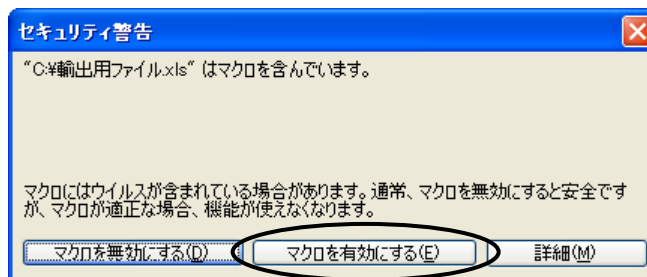 セキュリティ警告
"C:¥輸出用ファイル.xls" はマクロを含んでいます。
マクロにはウイルスが含まれている場合があります。通常、マクロを無効にすると安全です
が、マクロが適正な場合、機能が使えなくなります。
マクロを無効にする(D) マクロを有効にする(E) 詳細(M)